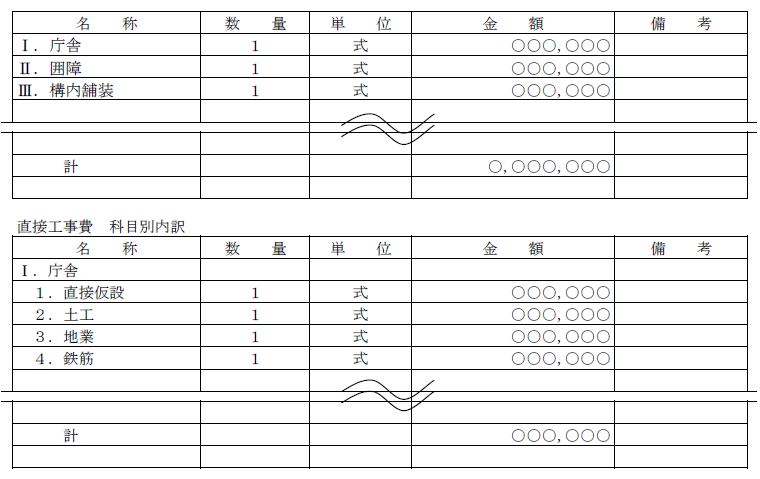 名　称 数　量 単　位 金　額 備　考
Ⅰ．庁舎 1 式 ○○○,○○○
Ⅱ．囲障 1 式 ○○○,○○○
Ⅲ．構内舗装 1 式 ○○○,○○○
計 ○,○○○,○○○
直接工事費　科目別内訳
名　称 数　量 単　位 金　額 備　考
Ⅰ．庁舎
１．直接仮設 1 式 ○○○,○○○
２．土工 1 式 ○○○,○○○
３．地業 1 式 ○○○,○○○
４．鉄筋 1 式 ○○○,○○○
計 ○○○,○○○